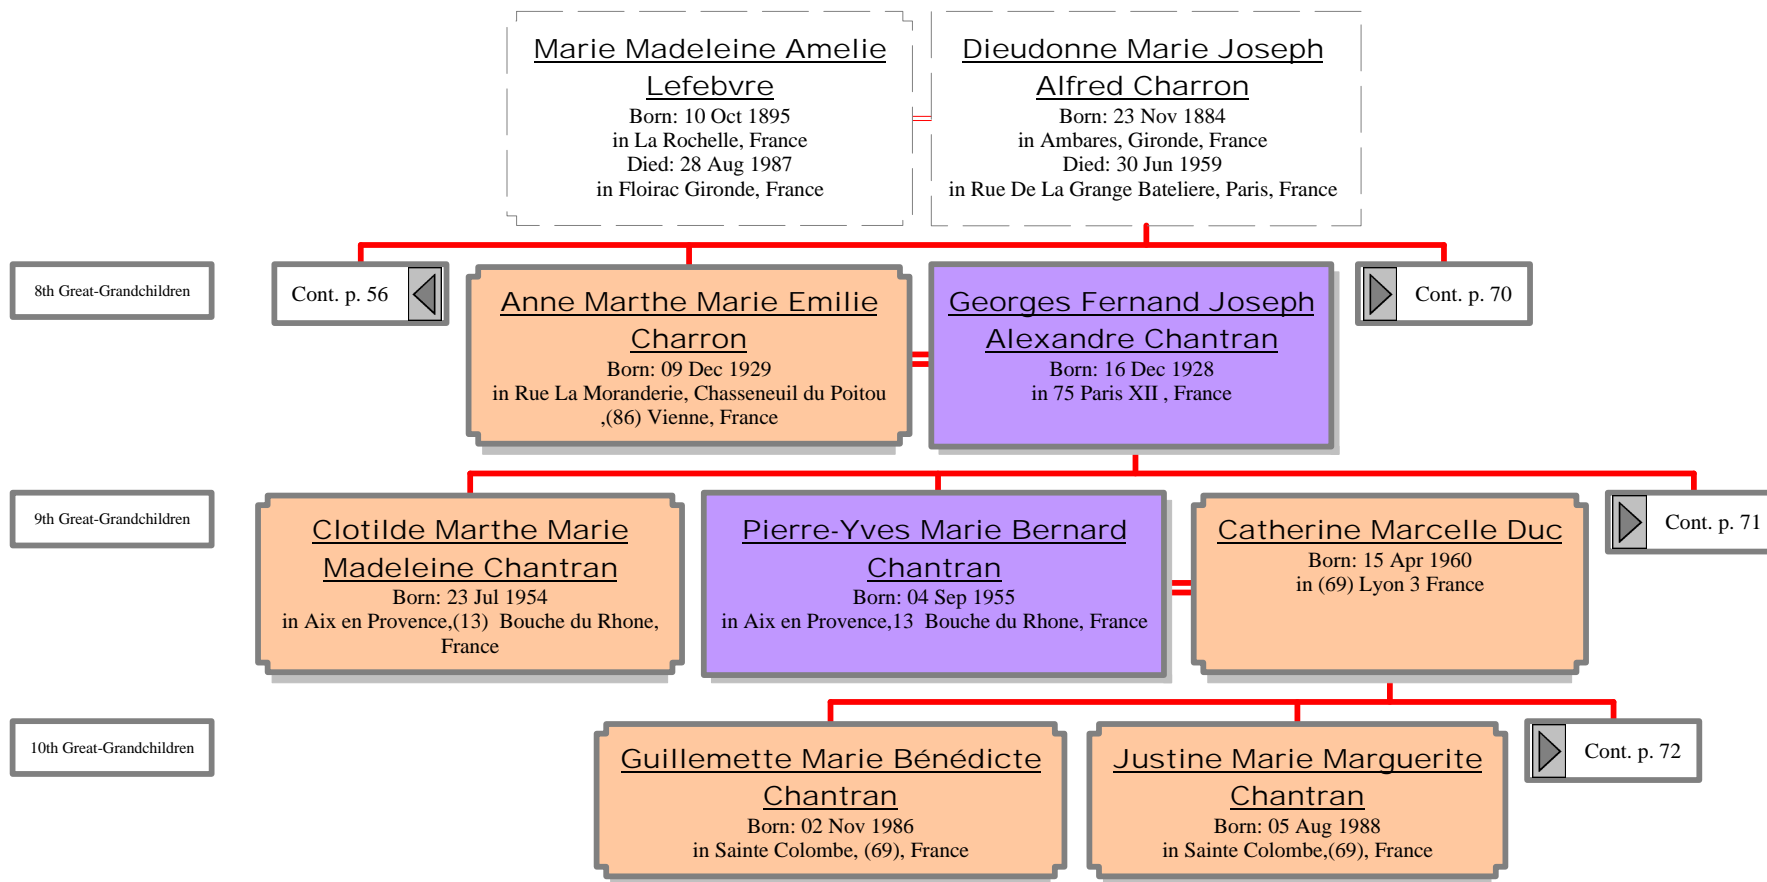 Marie Madeleine Amelie
Lefebvre
Born: 10 Oct 1895
in La Rochelle, France
Died: 28 Aug 1987
in Floirac Gironde, France
Dieudonne Marie Joseph
Alfred Charron
Born: 23 Nov 1884
in Ambares, Gironde, France
Died: 30 Jun 1959
in Rue De La Grange Bateliere, Paris, France
8th Great-Grandchildren
Cont. p. 56
Anne Marthe Marie Emilie
Charron
Born: 09 Dec 1929
in Rue La Moranderie, Chasseneuil du Poitou
,(86) Vienne, France
Georges Fernand Joseph
Alexandre Chantran
Born: 16 Dec 1928
in 75 Paris XII , France
Cont. p. 70
9th Great-Grandchildren
Clotilde Marthe Marie
Madeleine Chantran
Born: 23 Jul 1954
in Aix en Provence,(13)  Bouche du Rhone,
France
Pierre-Yves Marie Bernard
Chantran
Born: 04 Sep 1955
in Aix en Provence,13  Bouche du Rhone, France
Catherine Marcelle Duc
Born: 15 Apr 1960
in (69) Lyon 3 France
Cont. p. 71
10th Great-Grandchildren
Guillemette Marie Bénédicte
Chantran
Born: 02 Nov 1986
in Sainte Colombe, (69), France
Justine Marie Marguerite
Chantran
Born: 05 Aug 1988
in Sainte Colombe,(69), France
Cont. p. 72